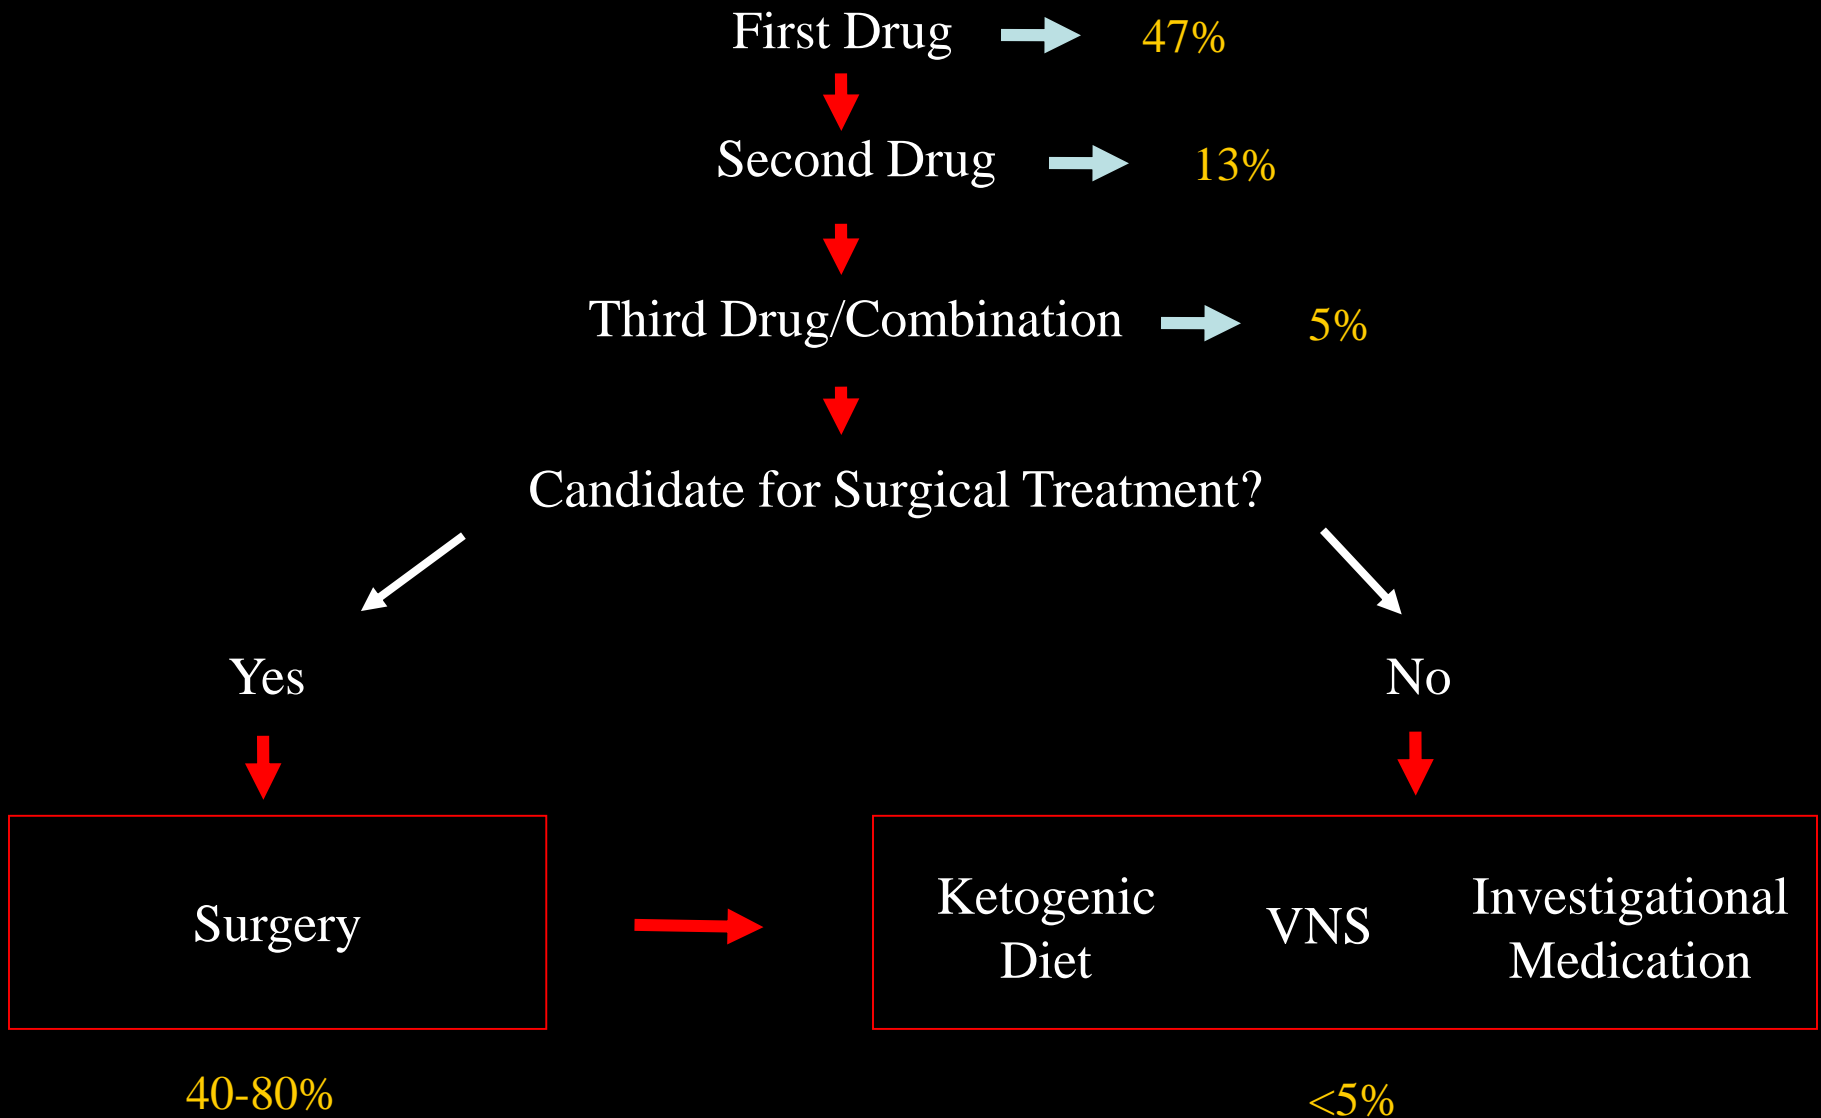 First Drug 47%
Second Drug 13%
Third Drug/Combination 5%
Candidate for Surgical Treatment?
Yes No
Surgery
Ketogenic
Diet
VNS
Investigational
Medication
40-80%
<5%